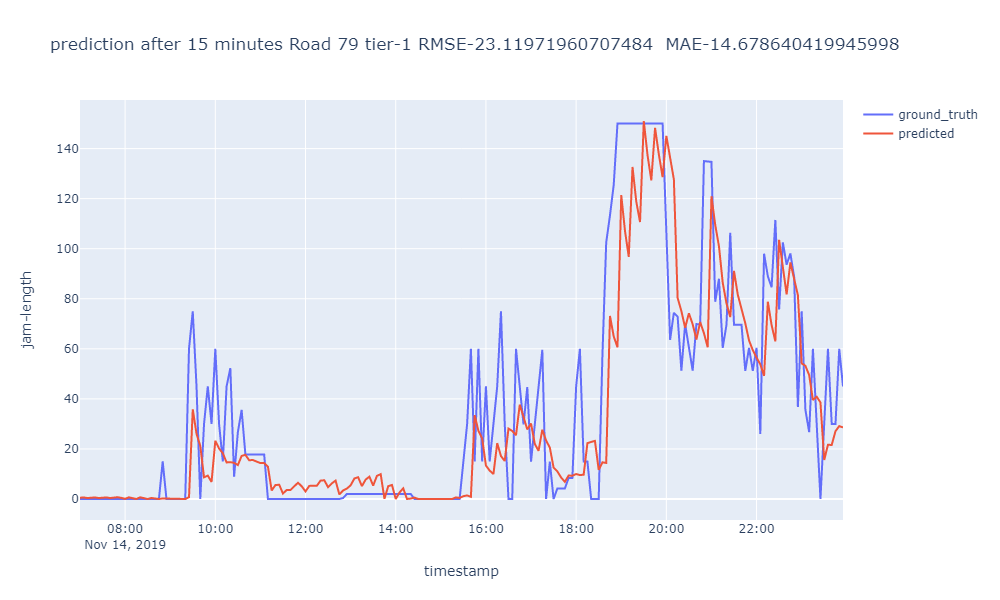 prediction after 15 minutes Road 79 tier-1 RMSE-23.11971960707484  MAE-14.678640419945998
ground_truth
predicted
140
120
100
80
60
40
20
0
jam-length
08:00 10:00 12:00 14:00 16:00 18:00 20:00 22:00
Nov 14, 2019
timestamp